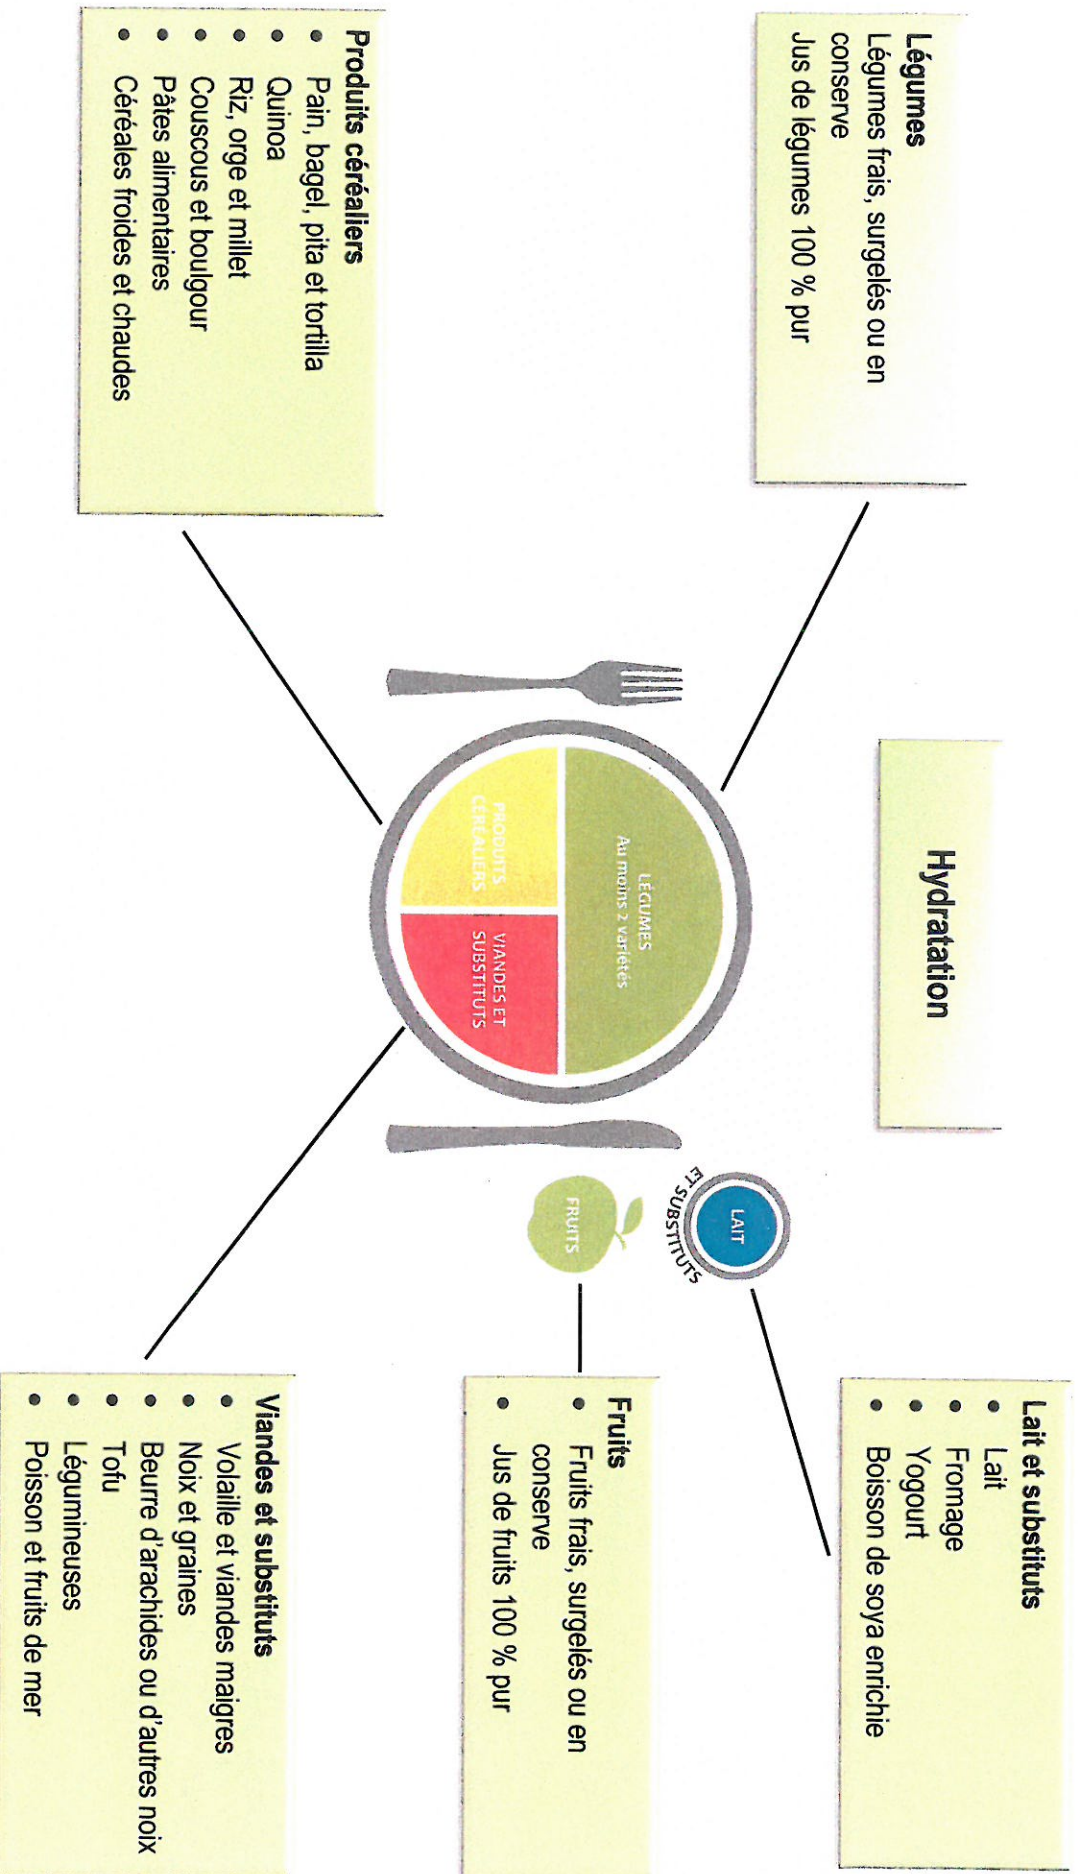 Hydratation
Légumes
Légumes frais, surgelés ou en
conserve
Jus de légumes 100 % pur
Produits céréaliers
• Pain, bagel, pita et tortilla
• Quinoa
• Riz, orge et millet
• Couscous et boulgour
• Pâtes alimentaires
• Céréales froides et chaudes
LÉGUMES
Au moins 2 variétés
PRODUITS
CÉRÉALIERS
VIANDES ET
SUBSTITUTS
LAIT
ET SUBSTITUTS
FRUITS
Lait et substituts
• Lait
• Fromage
• Yogourt
• Boisson de soya enrichie
Fruits
• Fruits frais, surgelés ou en
conserve
• Jus de fruits 100 % pur
Viandes et substituts
• Volaille et viandes maigres
• Noix et graines
• Beurre d'arachides ou d'autres noix
• Tofu
• Légumineuses
• Poisson et fruits de mer